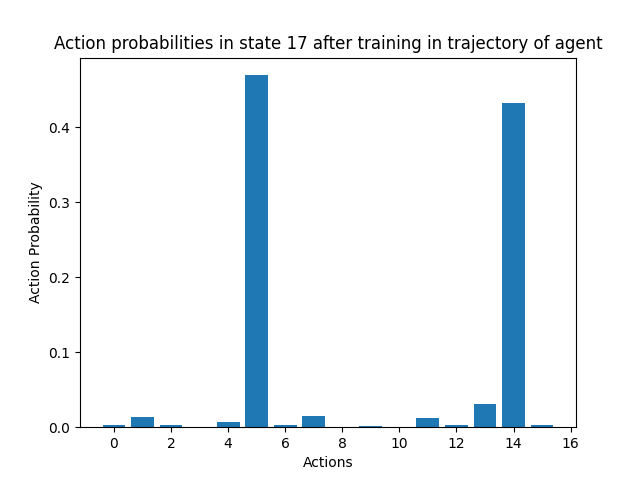 Action probabilities in state 17 after training in trajectory of agent
Action Probability
0.4
0.3
0.2
0.1
0.0
0 2 4 6 8 10 12 14 16
Actions